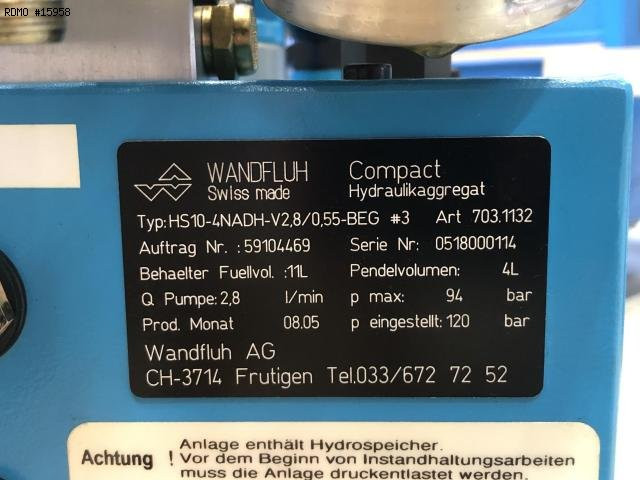 RDMO #15958
WANDFLUH Compact
Swiss made Hydraulikaggregat
Typ:HS10-4NADH-V2,8/0,55-BEG #3 Art 703.1132
Auftrag Nr. :59104469 Serie Nr: 0518000114
Behaelter Fuellvol. :11L Pendelvolumen: 4L
Q Pumpe:2,8 l/min p max: 94 bar
Prod. Monat 08.05 p eingestellt:120 bar
Wandfluh AG
CH-3714 Frutigen Tel.033/672 72 52
Anlage enthält Hydrospeicher.
Achtung ! Vor dem Beginn von Instandhaltungsarbeiten
muss die Anlage druckentlastet werden.